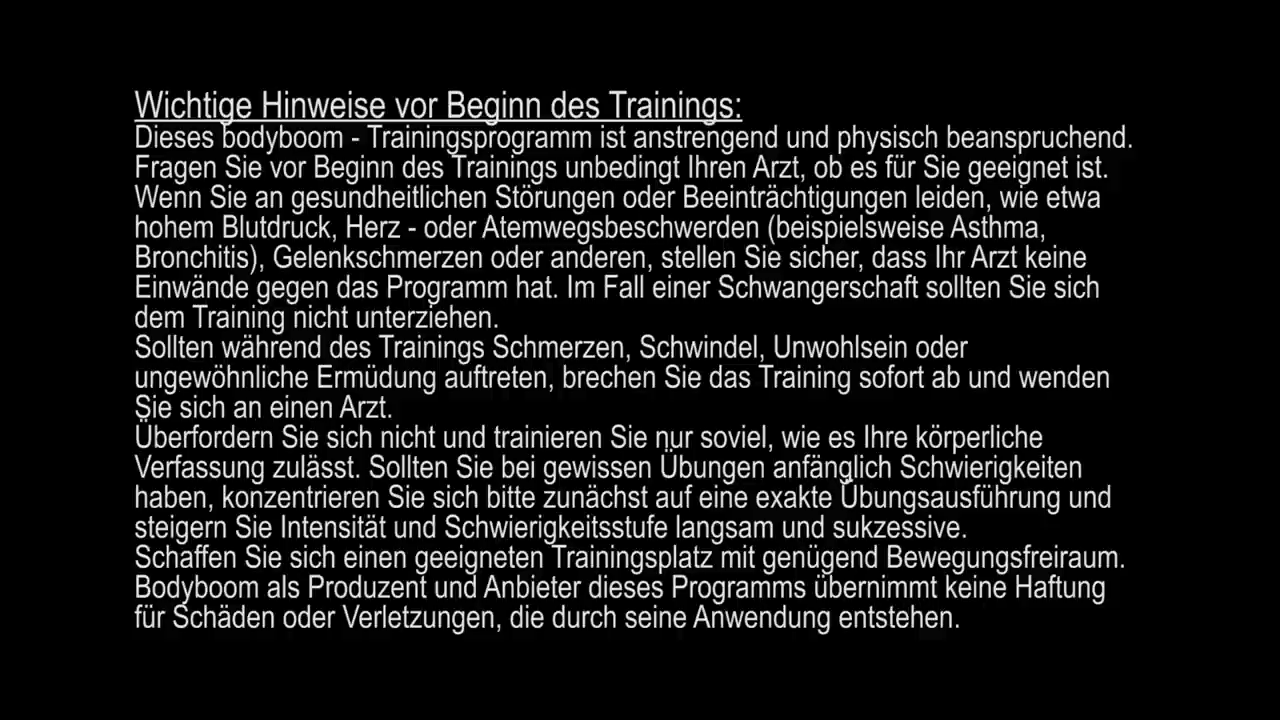 Wichtige Hinweise vor Beginn des Trainings:
Dieses bodyboom - Trainingsprogramm ist anstrengend und physisch beanspruchend.
Fragen Sie vor Beginn des Trainings unbedingt Ihren Arzt, ob es für Sie geeignet ist.
Wenn Sie an gesundheitlichen Störungen oder Beeinträchtigungen leiden, wie etwa
hohem Blutdruck, Herz - oder Atemwegsbeschwerden (beispielsweise Asthma,
Bronchitis), Gelenkschmerzen oder anderen, stellen Sie sicher, dass Ihr Arzt keine
Einwände gegen das Programm hat. Im Fall einer Schwangerschaft sollten Sie sich
dem Training nicht unterziehen.
Sollten während des Trainings Schmerzen, Schwindel, Unwohlsein oder
ungewöhnliche Ermüdung auftreten, brechen Sie das Training sofort ab und wenden
Sie sich an einen Arzt.
Überfordern Sie sich nicht und trainieren Sie nur soviel, wie es Ihre körperliche
Verfassung zulässt. Sollten Sie bei gewissen Übungen anfänglich Schwierigkeiten
haben, konzentrieren Sie sich bitte zunächst auf eine exakte Übungsausführung und
steigern Sie Intensität und Schwierigkeitsstufe langsam und sukzessive.
Schaffen Sie sich einen geeigneten Trainingsplatz mit genügend Bewegungsfreiraum.
Bodyboom als Produzent und Anbieter dieses Programms übernimmt keine Haftung
für Schäden oder Verletzungen, die durch seine Anwendung entstehen.